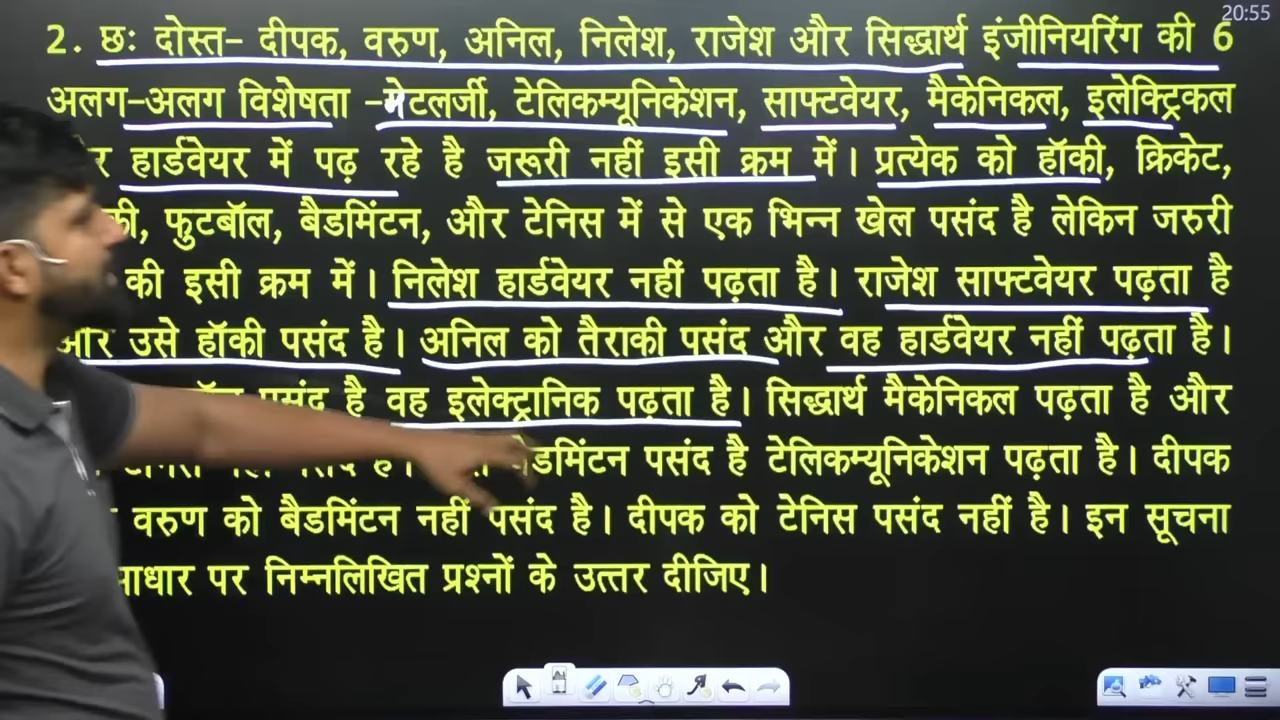 20:55
2. छः दोस्त- दीपक, वरुण, अनिल, निलेश, राजेश और सिद्धार्थ इंजीनियरिंग की 6
अलग-अलग विशेषता -मेटलर्जी, टेलिकम्यूनिकेशन, साफ्टवेयर, मैकेनिकल, इलेक्ट्रिकल
हार्डवेयर में पढ़ रहे है जरूरी नहीं इसी क्रम में। प्रत्येक को हॉकी, क्रिकेट,
फुटबॉल, बैडमिंटन, और टेनिस में से एक भिन्न खेल पसंद है लेकिन जरुरी
की इसी क्रम में। निलेश हार्डवेयर नहीं पढ़ता है। राजेश साफ्टवेयर पढ़ता है
और उसे हॉकी पसंद है। अनिल को तैराकी पसंद और वह हार्डवेयर नहीं पढ़ता है।
पसंद है वह इलेक्ट्रानिक पढ़ता है। सिद्धार्थ मैकेनिकल पढ़ता है और
बैडमिंटन पसंद है टेलिकम्यूनिकेशन पढ़ता है। दीपक
वरुण को बैडमिंटन नहीं पसंद है। दीपक को टेनिस पसंद नहीं है। इन सूचना
पर निम्नलिखित प्रश्नों के उत्तर दीजिए।